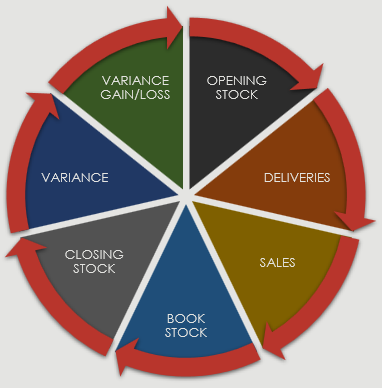 OPENING
STOCK
DELIVERIES
SALES
BOOK
STOCK
CLOSING
STOCK
VARIANCE
VARIANCE
GAIN/LOSS